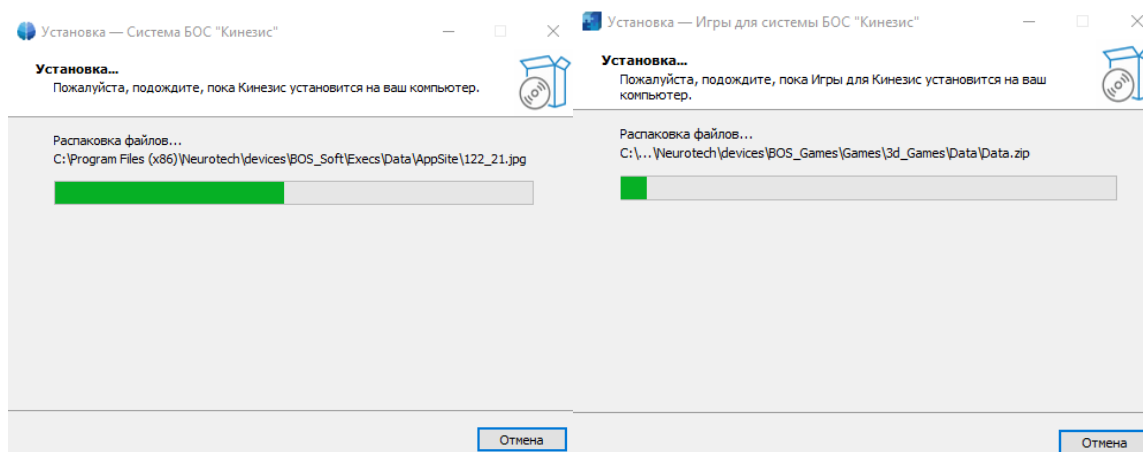 Установка — Система БОС "Кинезис"
Установка...
Пожалуйста, подождите, пока Кинезис установится на ваш компьютер.
Распаковка файлов...
C:\Program Files (x86)\Neurotech\devices\BOS_Soft\Execs\Data\AppSite\122_21.jpg
Отмена
Установка — Игры для системы БОС "Кинезис"
Установка...
Пожалуйста, подождите, пока Игры для Кинезис установится на ваш
компьютер.
Распаковка файлов...
C:\...\Neurotech\devices\BOS_Games\Games\3d_Games\Data\Data.zip
Отмена